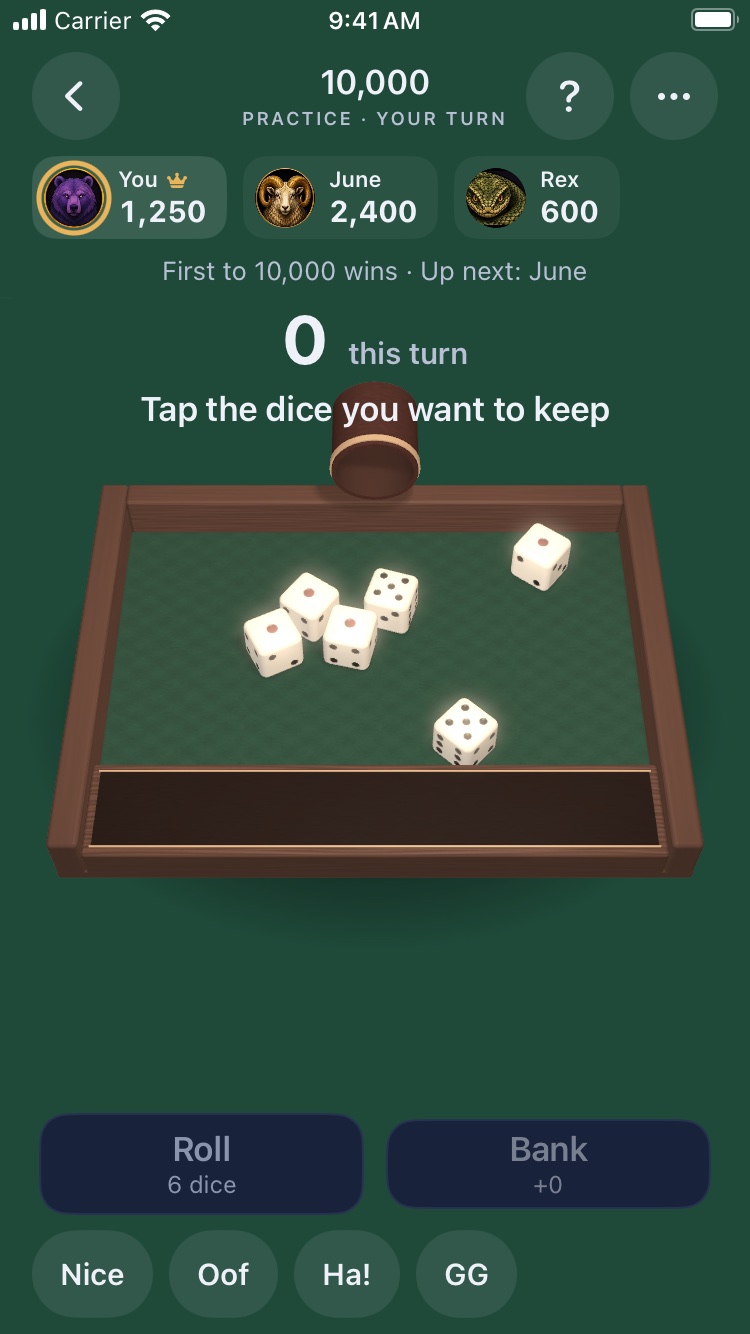 Carrier 9:41 AM
10,000
PRACTICE · YOUR TURN
?
You
1,250
June
2,400
Rex
600
First to 10,000 wins · Up next: June
0 this turn
Tap the dice you want to keep
Roll
6 dice
Bank
+0
Nice
Oof
Ha!
GG